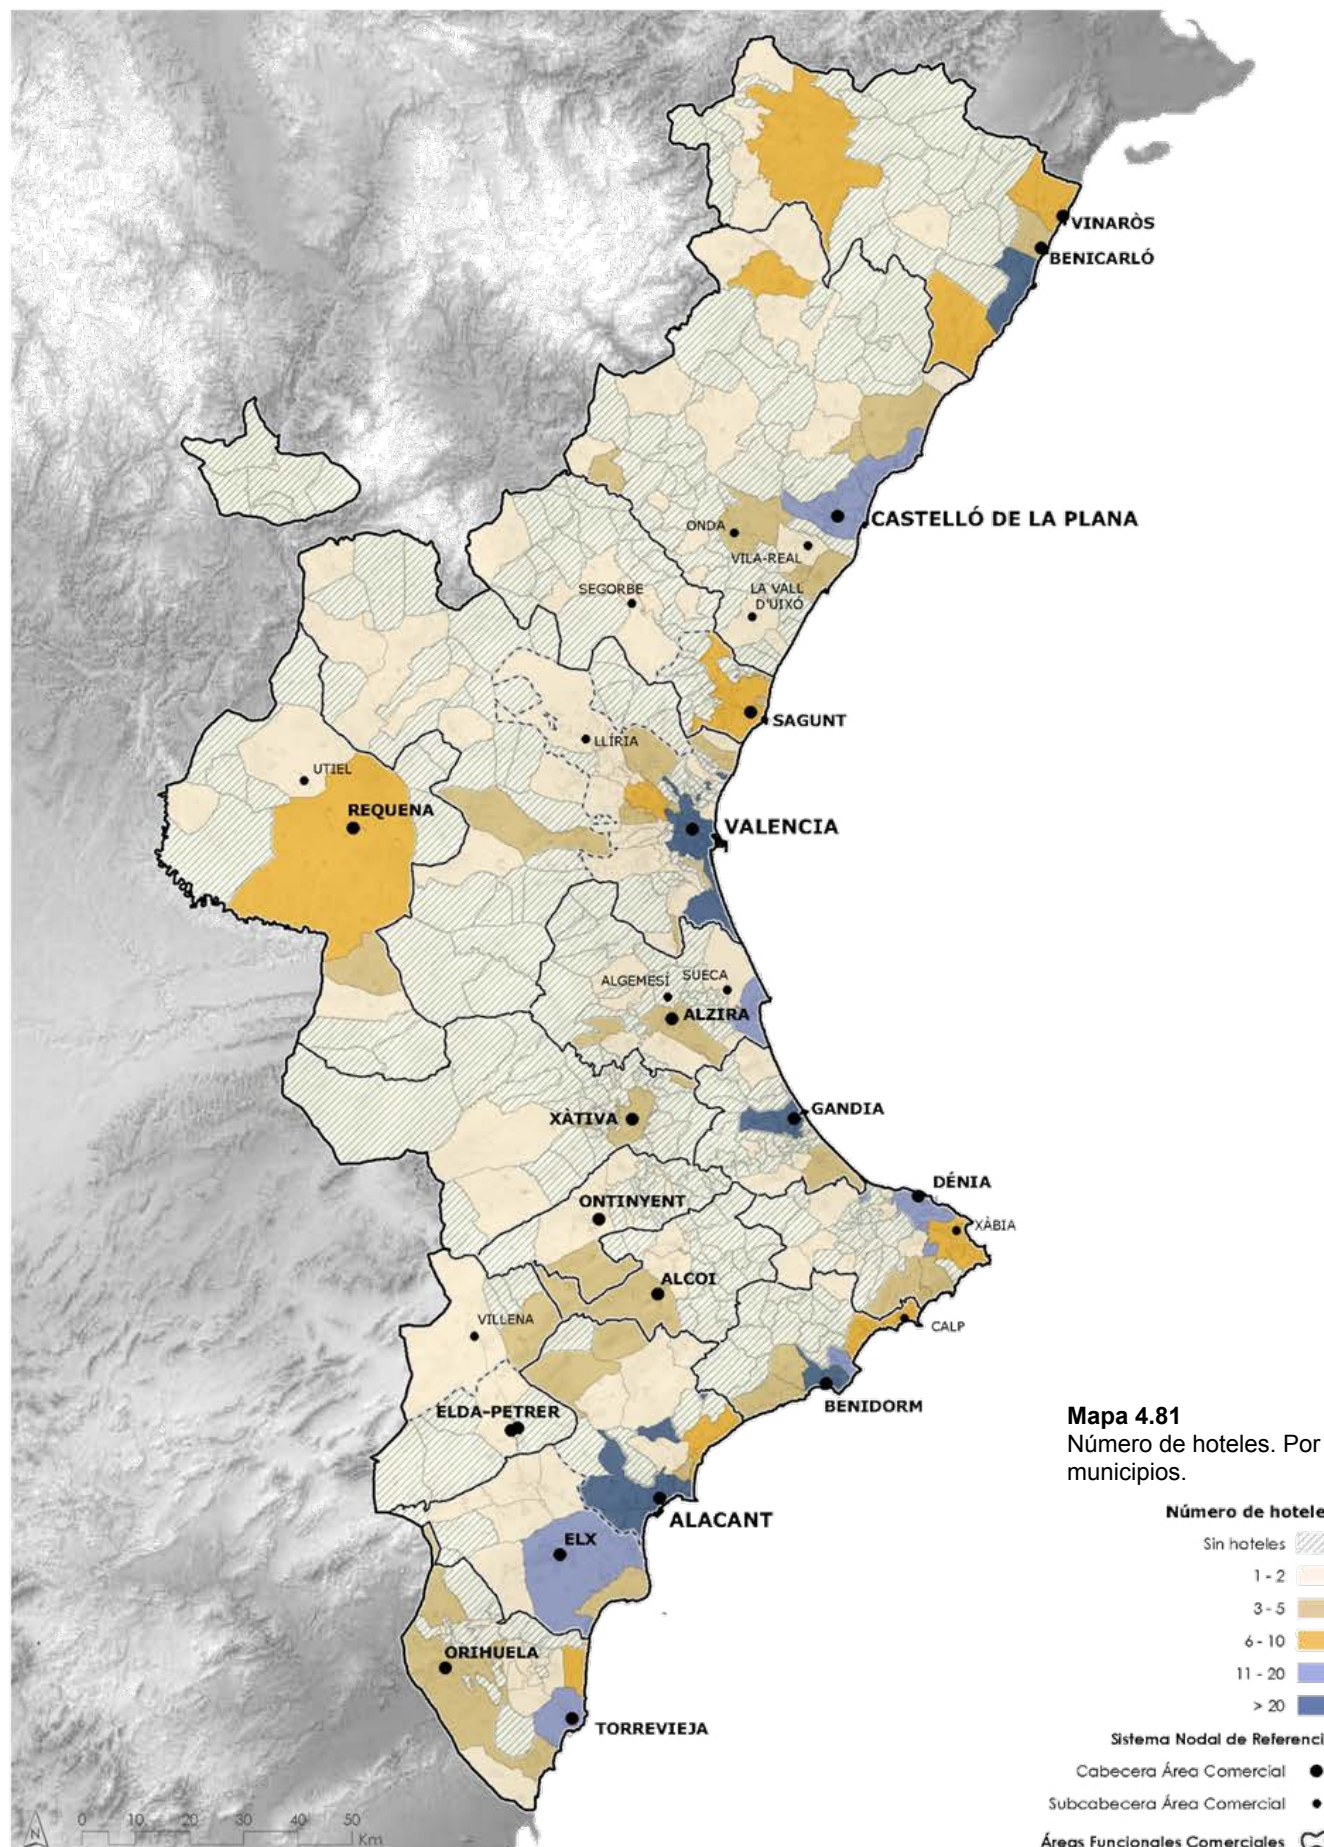 VINARÒS
BENICARLÓ
CASTELLÓ DE LA PLANA
ONDA
VILA-REAL
SEGORBE
LA VALL
D'UIXÓ
SAGUNT
LLÍRIA
UTIEL
REQUENA
VALENCIA
ALGEMESÍ
SUECA
ALZIRA
XÀTIVA
GANDIA
DÉNIA
ONTINYENT
XÀBIA
ALCOI
VILLENA
CALP
BENIDORM
ELDA-PETRER
Mapa 4.81
Número de hoteles. Por
municipios.
Número de hotele
Sin hoteles
1 - 2
3 - 5
6 - 10
11 - 20
> 20
ALACANT
ELX
ORIHUELA
TORREVIEJA
Sistema Nodal de Referenci
Cabecera Área Comercial
Subcabecera Área Comercial
Áreas Funcionales Comerciales
N
0 10 20 30 40 50
Km